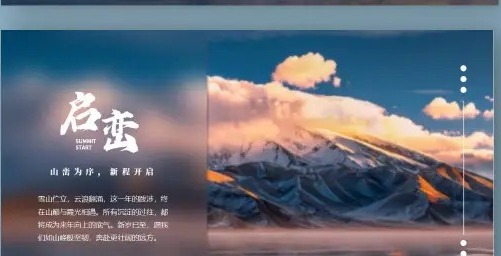 启峦
SUMMIT
START
山峦为序，新程开启
雪山伫立，云浪翻涌，这一年的跋涉，终
在山巅与霞光相遇。所有沉淀的过往，都
将成为来年向上的底气。新岁已至，愿我
们如山峰般坚韧，奔赴更壮阔的远方。